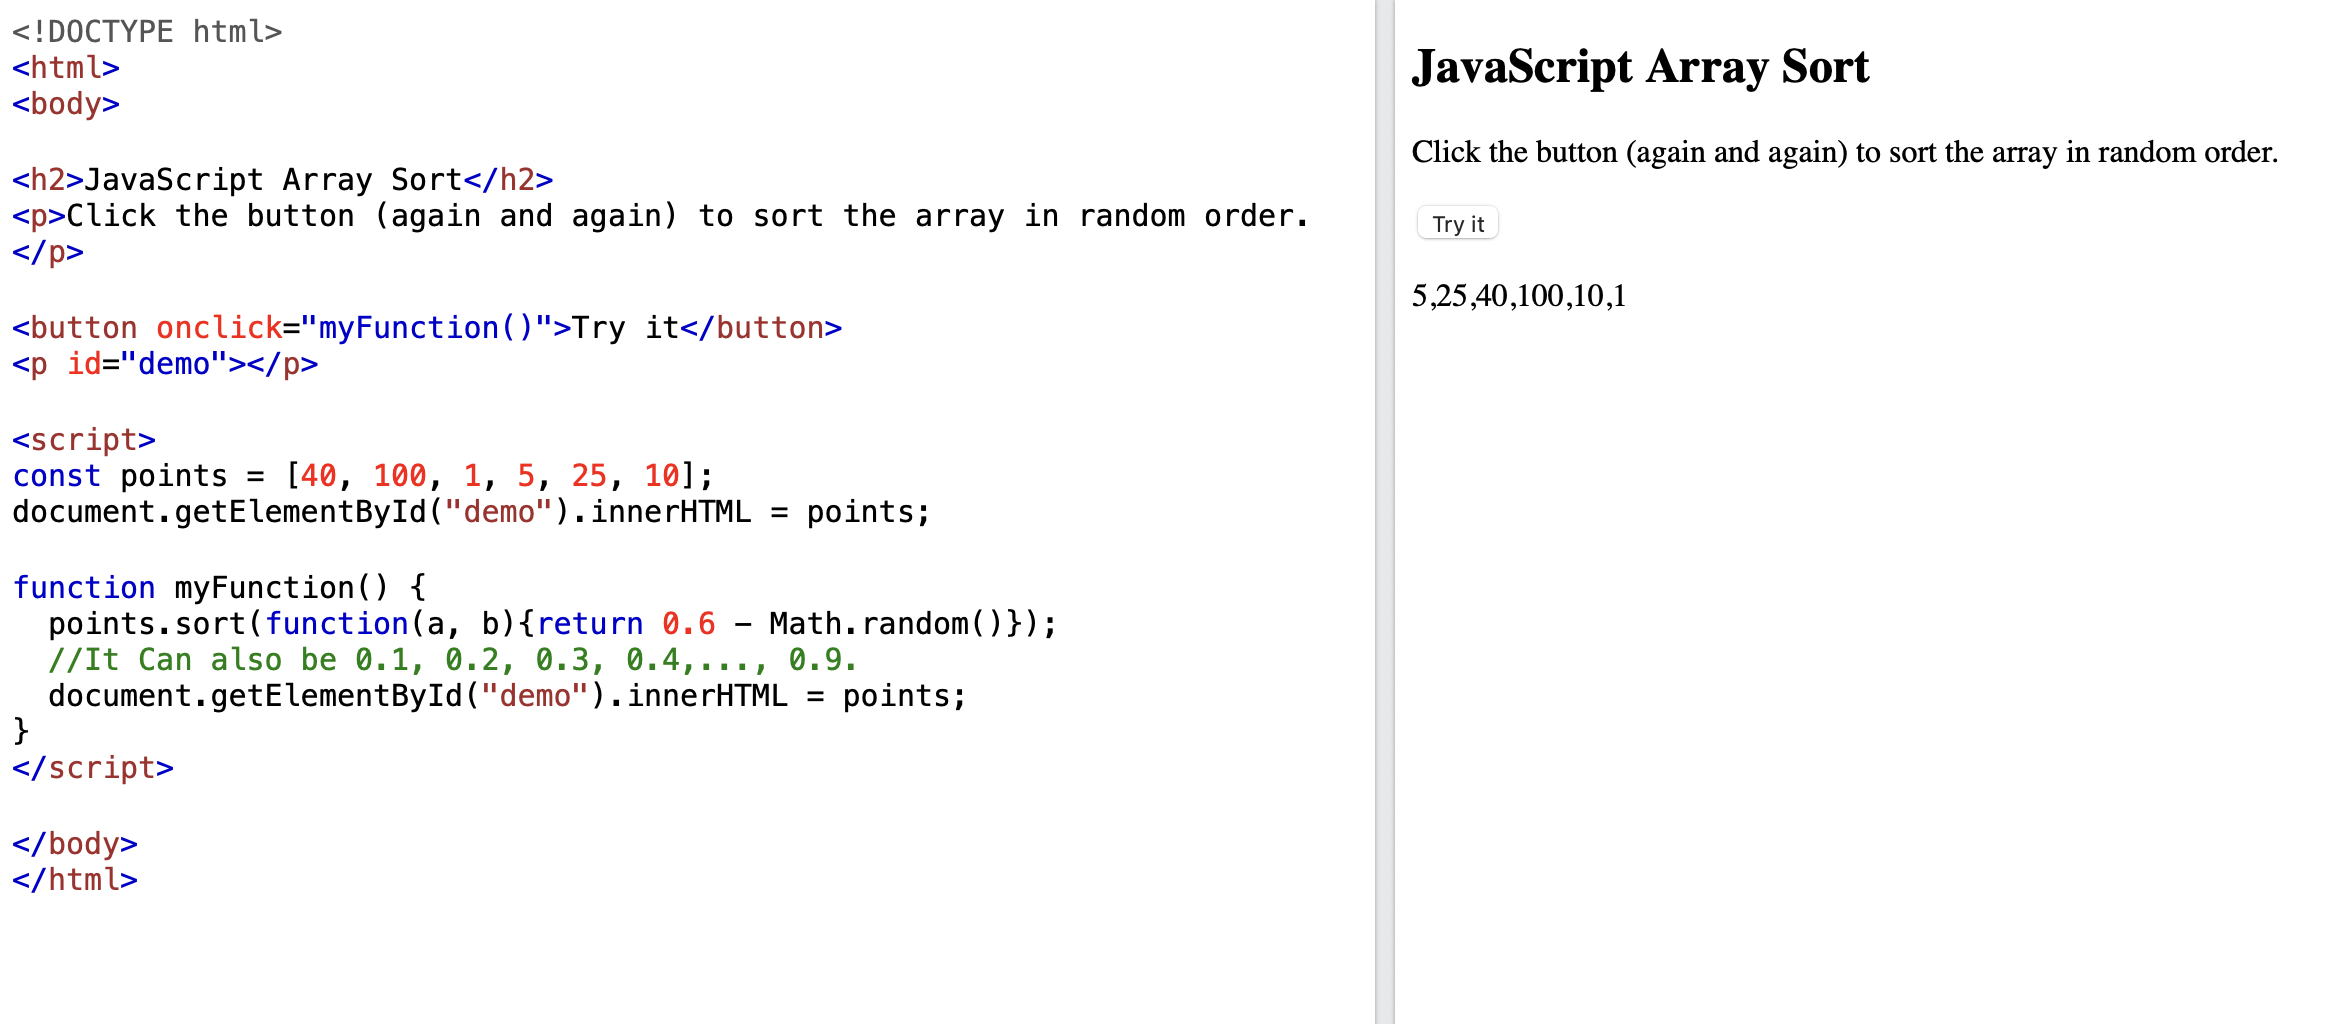 <!DOCTYPE html>
<html>
<body>
<h2>JavaScript Array Sort</h2>
<p>Click the button (again and again) to sort the array in random order.
</p>
<button onclick="myFunction()">Try it</button>
<p id="demo"></p>
<script>
const points = [40, 100, 1, 5, 25, 10];
document.getElementById("demo").innerHTML = points;
function myFunction() {
  points.sort(function(a, b){return 0.6 - Math.random()});
  //It Can also be 0.1, 0.2, 0.3, 0.4,..., 0.9.
  document.getElementById("demo").innerHTML = points;
}
</script>
</body>
</html>
JavaScript Array Sort
Click the button (again and again) to sort the array in random order.
Try it
5,25,40,100,10,1